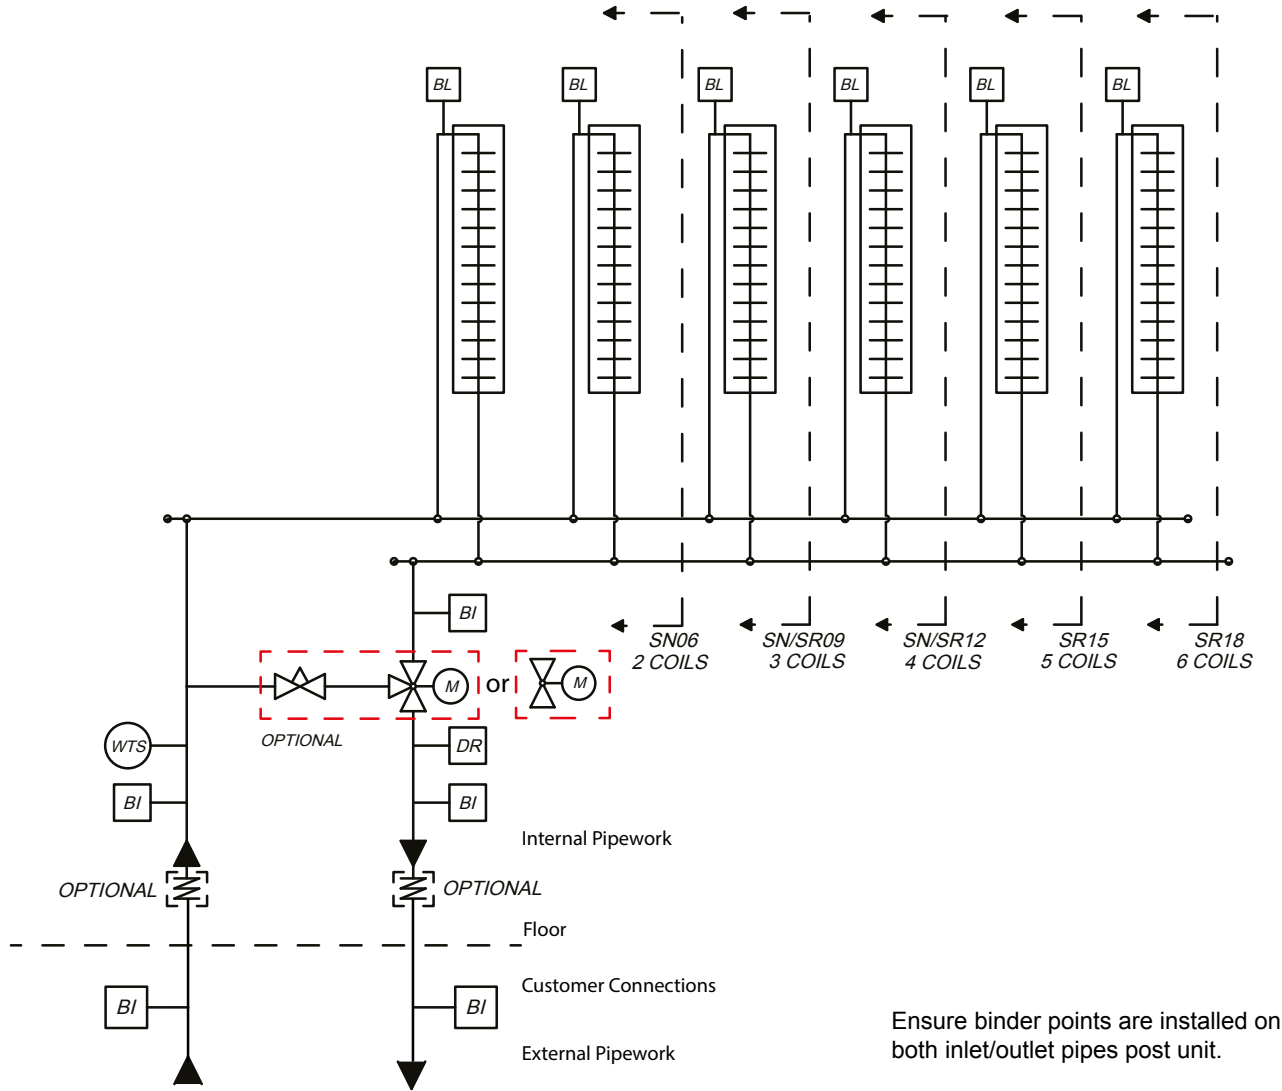 BL BL BL BL BL BL
BI
SN06
2 COILS
SN/SR09
3 COILS
SN/SR12
4 COILS
SR15
5 COILS
SR18
6 COILS
M or M
OPTIONAL
WTS
DR
BI
BI
Internal Pipework
OPTIONAL
OPTIONAL
Floor
Customer Connections
BI
BI
External Pipework
Ensure binder points are installed on
both inlet/outlet pipes post unit.